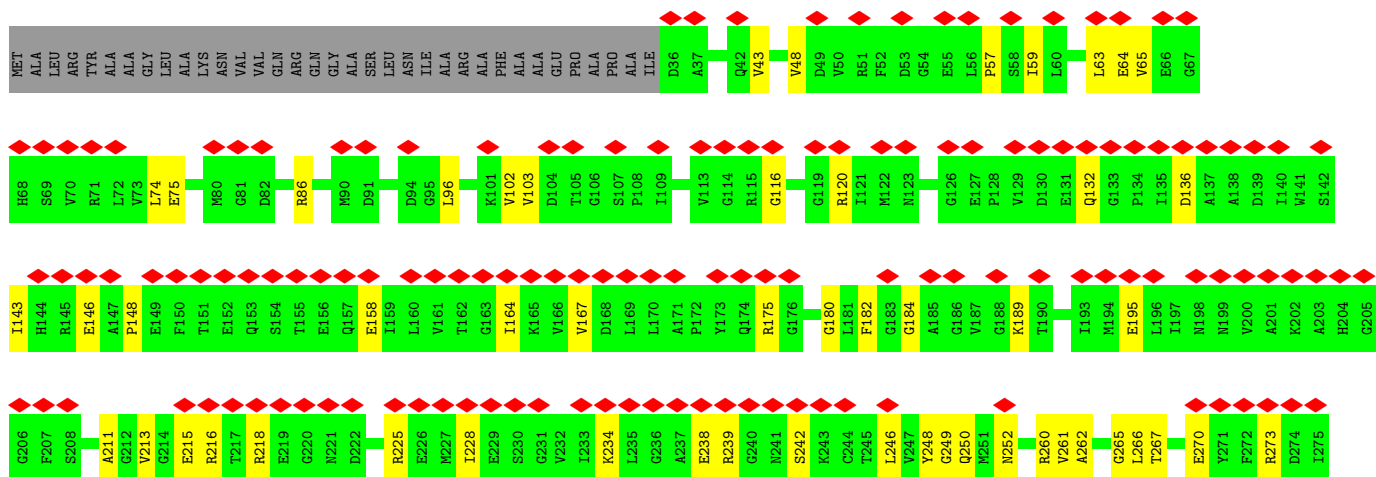 MET ALA LEU ARG TYR ALA ALA GLY LEU ALA LYS ASN VAL VAL GLN ARG GLN GLY ALA SER LEU ASN ILE ALA ARG ALA PHE ALA ALA GLU PRO ALA PRO ALA ILE D36 A37 Q42 V43 V48 D49 V50 R51 F52 D53 G54 E55 L56 P57 S58 I59 L60 L63 E64 V65 E66 G67
H68 S69 V70 R71 L72 V73 L74 E75 M80 G81 D82 R86 M90 D91 D94 G95 L96 K101 V102 V103 D104 T105 G106 S107 P108 I109 V113 G114 R115 G116 G119 R120 I121 M122 N123 G126 E127 P128 V129 D130 E131 Q132 G133 P134 I135 D136 A137 A138 D139 I140 W141 S142
I143 H144 R145 E146 A147 P148 E149 F150 T151 E152 Q153 S154 T155 E156 Q157 E158 I159 L160 V161 T162 G163 I164 K165 V166 V167 D168 L169 L170 A171 P172 Y173 Q174 R175 G176 G180 L181 F182 G183 G184 A185 G186 V187 G188 K189 T190 I193 M194 E195 L196 I197 N198 N199 V200 A201 K202 A203 H204 G205
G206 F207 S208 A211 G212 V213 G214 E215 R216 T217 R218 E219 G220 N221 D222 R225 E226 M227 I228 E229 S230 G231 V232 I233 K234 L235 G236 A237 E238 R239 G240 N241 S242 K243 C244 T245 L246 V247 Y248 G249 Q250 M251 N252 R260 V261 A262 G265 L266 T267 E270 Y271 F272 R273 D274 I275